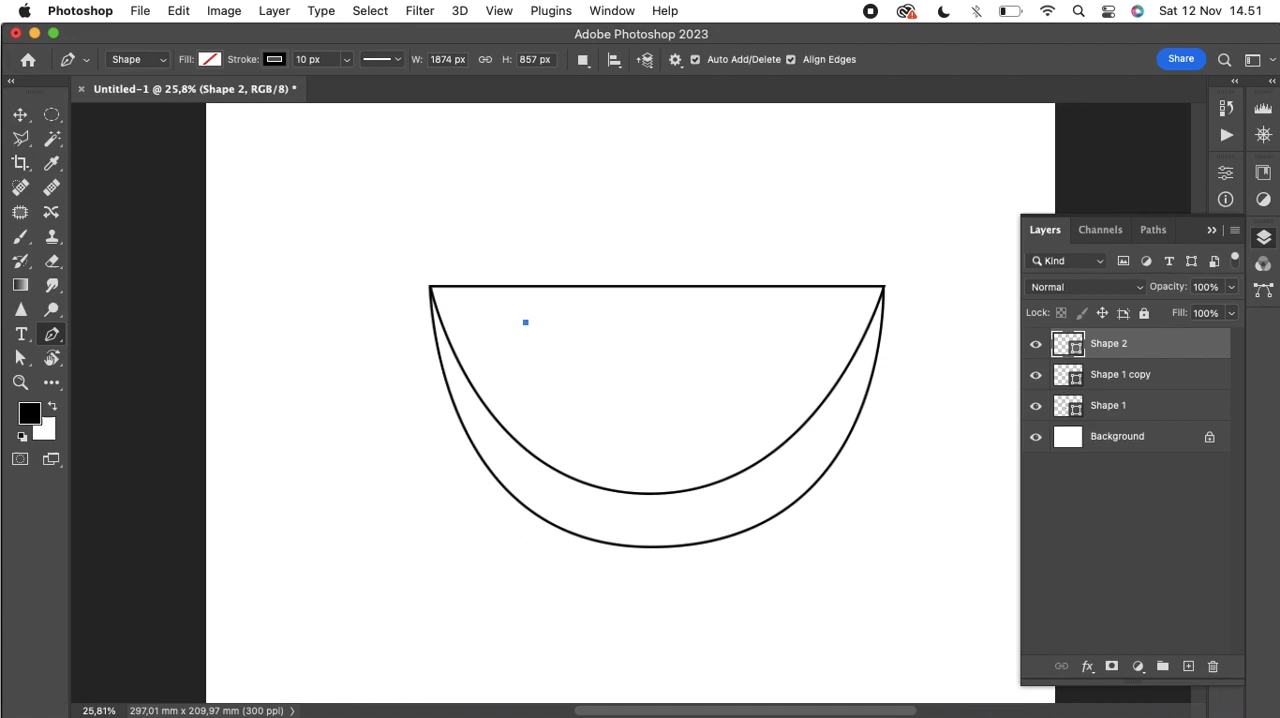 Photoshop File Edit Image Layer Type Select Filter 3D View Plugins Window Help Sat 12 Nov 14.51
Adobe Photoshop 2023
Shape Fill: Stroke: 10 px W: 1874 px H: 857 px Auto Add/Delete Align Edges Share
Untitled-1 @ 25,8% (Shape 2, RGB/8) *
Layers Channels Paths
Kind
Normal Opacity: 100%
Lock: Fill: 100%
Shape 2
Shape 1 copy
Shape 1
Background
fx
25,81% 297,01 mm x 209,97 mm (300 ppi)